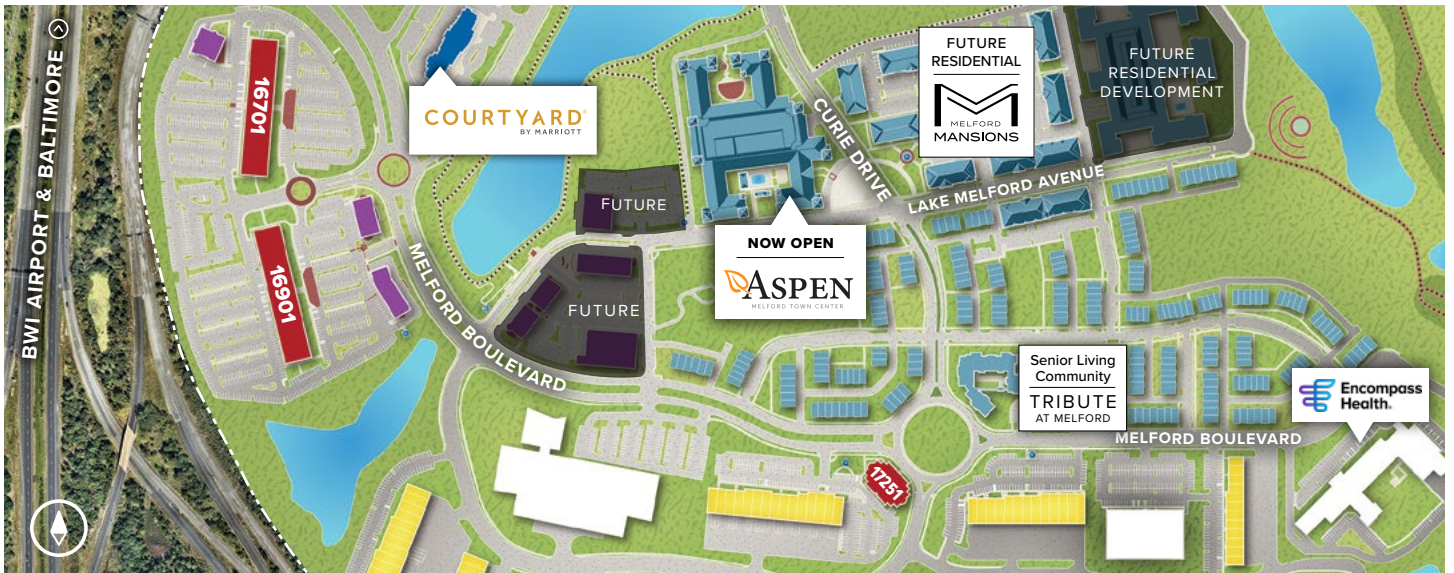 BWI AIRPORT & BALTIMORE
16701
16901
COURTYARD®
BY MARRIOTT
MELFORD BOULEVARD
FUTURE
FUTURE
NOW OPEN
ASPEN
MELFORD TOWN CENTER
CURIE DRIVE
FUTURE
RESIDENTIAL
M
MELFORD
MANSIONS
FUTURE
RESIDENTIAL
DEVELOPMENT
LAKE MELFORD AVENUE
Senior Living
Community
TRIBUTE
AT MELFORD
Encompass
Health.
MELFORD BOULEVARD
17251